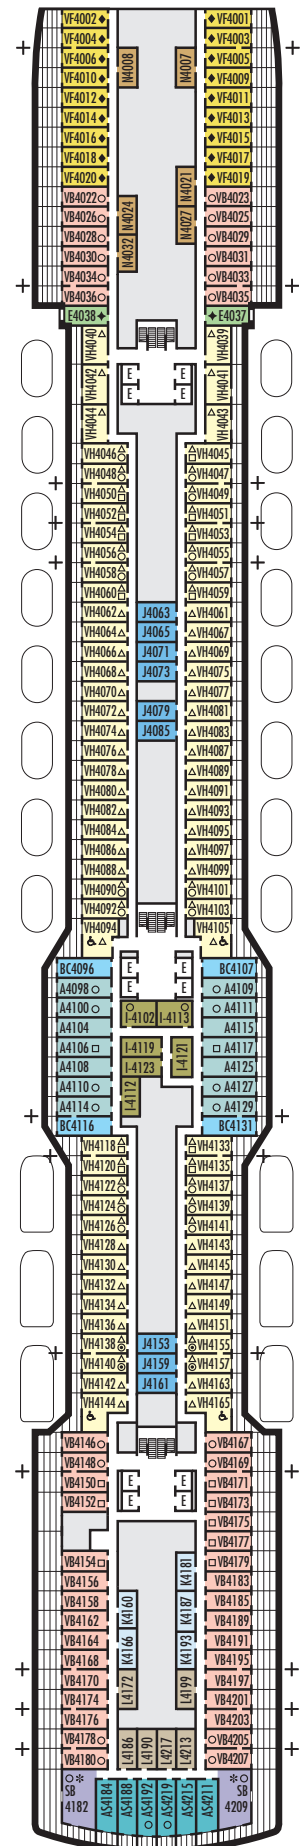 VF4002 VF4001
VF4004 VF4003
VF4006 N4008 N4007 VF4005
VF4010 VF4009
VF4012 VF4011
VF4014 VF4013
VF4016 VF4015
VF4018 VF4017
VF4020 N4021 VF4019
VB4022 N4024 VB4023
VB4026 N4027 VB4025
VB4028 N4032 VB4029
VB4030 VB4031
VB4034 VB4033
VB4036 VB4035
E4038 E4037
VH4040 VH4039
VH4042 E E VH4041
E E
VH4044 VH4043
VH4046 VH4045
VH4048 VH4047
VH4050 VH4049
VH4052 VH4051
VH4054 VH4053
VH4056 VH4055
VH4058 VH4057
VH4060 VH4059
VH4062 J4063 VH4061
VH4064 J4065 VH4067
VH4066 J4071 VH4069
VH4068 J4073 VH4075
VH4070 VH4077
VH4072 J4079 VH4081
VH4074 J4085 VH4083
VH4076 VH4087
VH4078 VH4089
VH4080 VH4091
VH4082 VH4093
VH4084 VH4095
VH4086 VH4097
VH4088 VH4099
VH4090 VH4101
VH4092 VH4103
VH4094 VH4105
BC4096 E E BC4107
A4098 E E A4109
A4100 I-4102 I-4113 A4111
A4104 A4115
A4106 I-4119 I-4121 A4117
A4108 I-4123 A4125
A4110 I-4112 A4127
A4114 A4129
BC4116 BC4131
VH4118 VH4133
VH4120 VH4135
VH4122 VH4137
VH4124 VH4139
VH4126 VH4141
VH4128 VH4143
VH4130 VH4145
VH4132 VH4147
VH4134 VH4149
VH4136 VH4151
VH4138 J4153 VH4155
VH4140 J4159 VH4157
VH4142 J4161 VH4163
VH4144 VH4165
VB4146 VB4167
VB4148 E E VB4169
VB4150 E E VB4171
VB4152 VB4173
VB4175
VB4177
VB4154 K4181 VB4179
VB4156 VB4183
VB4158 K4160 K4187 VB4185
VB4162 VB4189
VB4164 K4166 K4193 VB4191
VB4168 VB4195
VB4170 L4172 L4199 VB4197
VB4174 VB4201
VB4176 VB4203
VB4178 L4186 L4190 L4217 L4213 VB4205
VB4180 VB4207
SB 4182 AS4184 AS4188 AS4192 AS4219 AS4215 AS4211 SB 4209